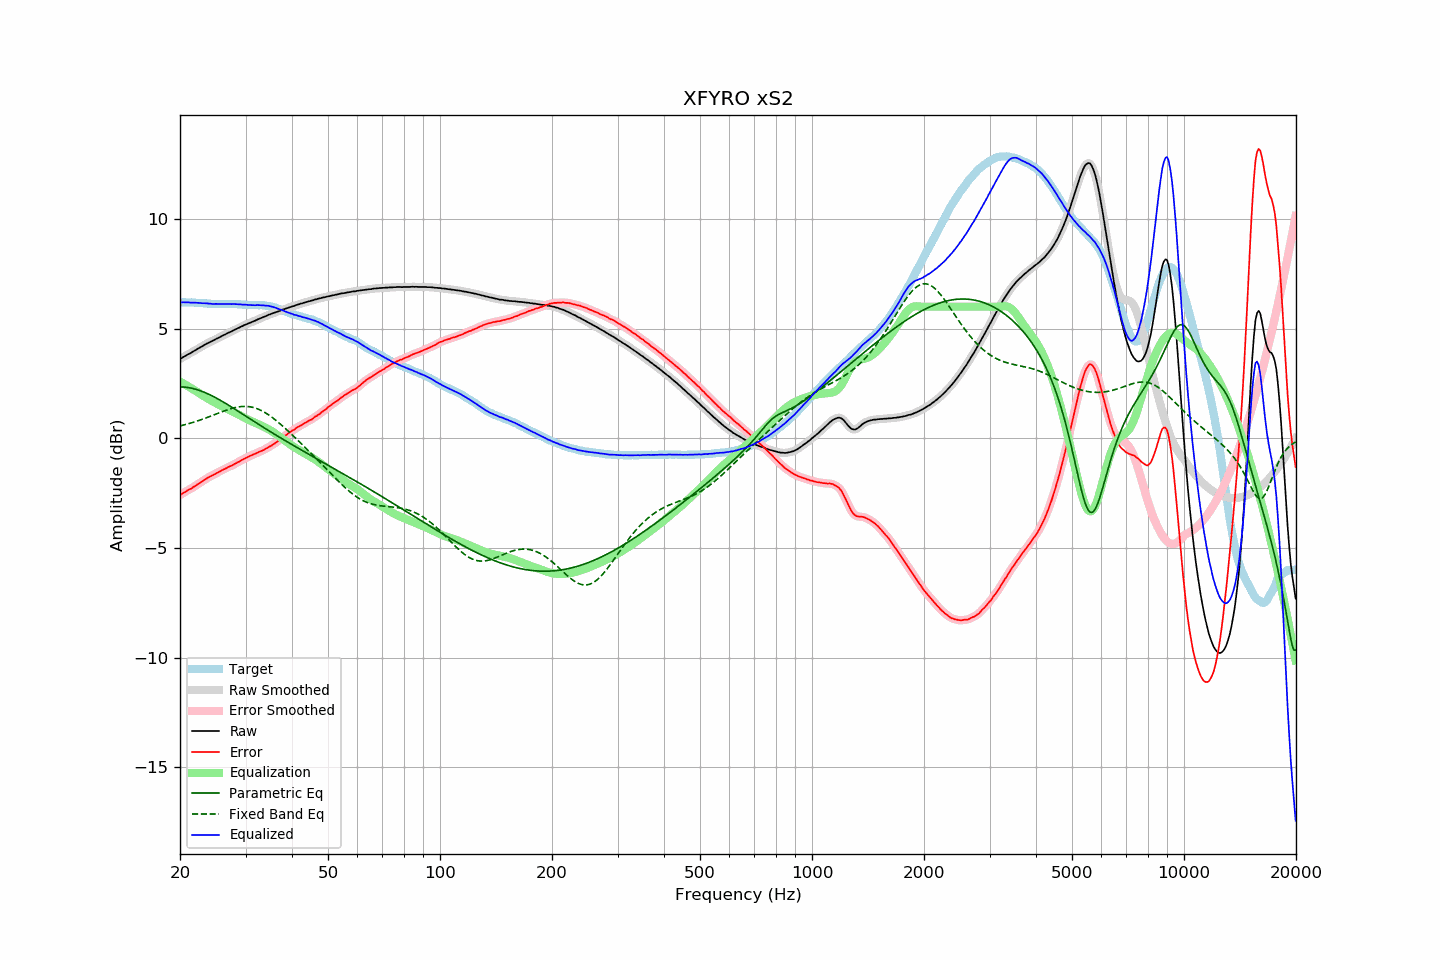 XFYRO xS2
Amplitude (dBr)
10
5
0
−5
−10
−15
Target
Raw Smoothed
Error Smoothed
Raw
Error
Equalization
Parametric Eq
Fixed Band Eq
Equalized
20 50 100 200 500 1000 2000 5000 10000 20000
Frequency (Hz)